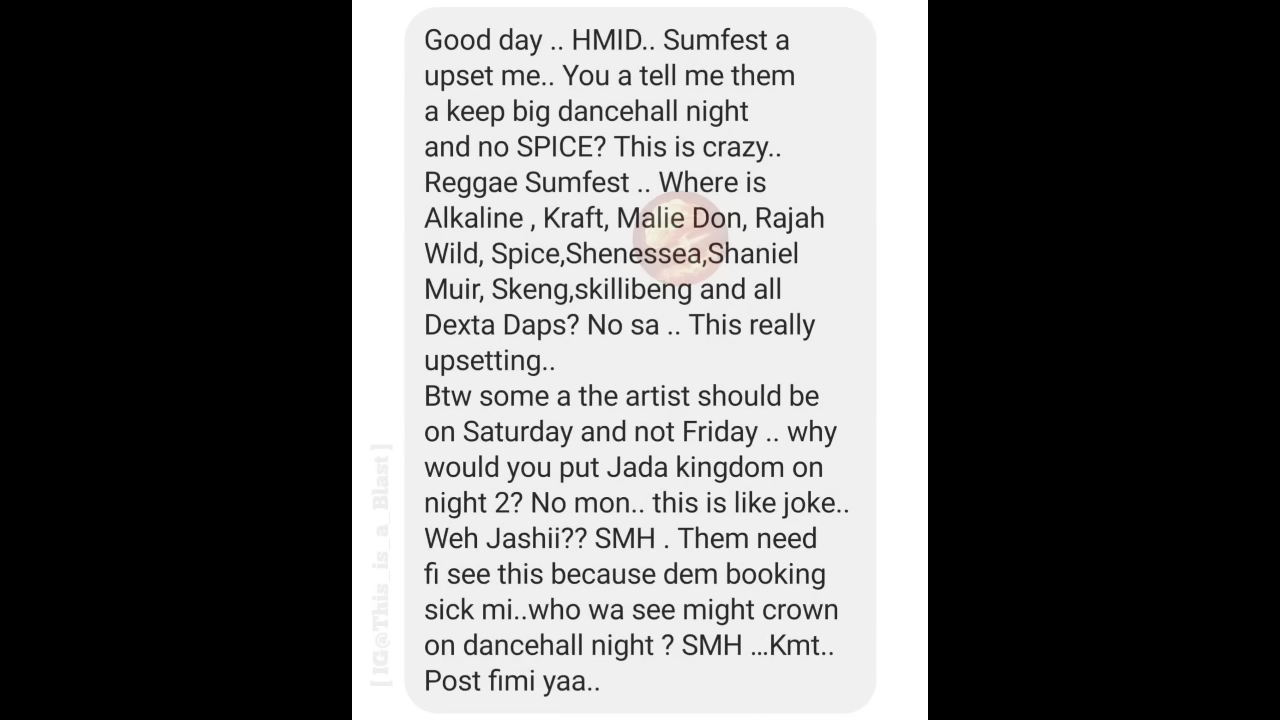 Good day .. HMID.. Sumfest a
upset me.. You a tell me them
a keep big dancehall night
and no SPICE? This is crazy..
Reggae Sumfest .. Where is
Alkaline , Kraft, Malie Don, Rajah
Wild, Spice,Shenessea,Shaniel
Muir, Skeng,skillibeng and all
Dexta Daps? No sa .. This really
upsetting..
Btw some a the artist should be
on Saturday and not Friday .. why
would you put Jada kingdom on
night 2? No mon.. this is like joke..
Weh Jashii?? SMH . Them need
fi see this because dem booking
sick mi..who wa see might crown
on dancehall night ? SMH ...Kmt..
Post fimi yaa..
[ IG@This_is_a_Blast ]